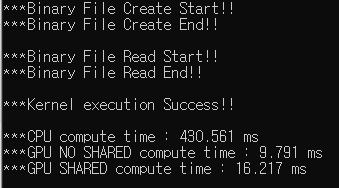 ***Binary File Create Start!!
***Binary File Create End!!
***Binary File Read Start!!
***Binary File Read End!!
***Kernel execution Success!!
***CPU compute time : 430.561 ms
***GPU NO SHARED compute time : 9.791 ms
***GPU SHARED compute time : 16.217 ms